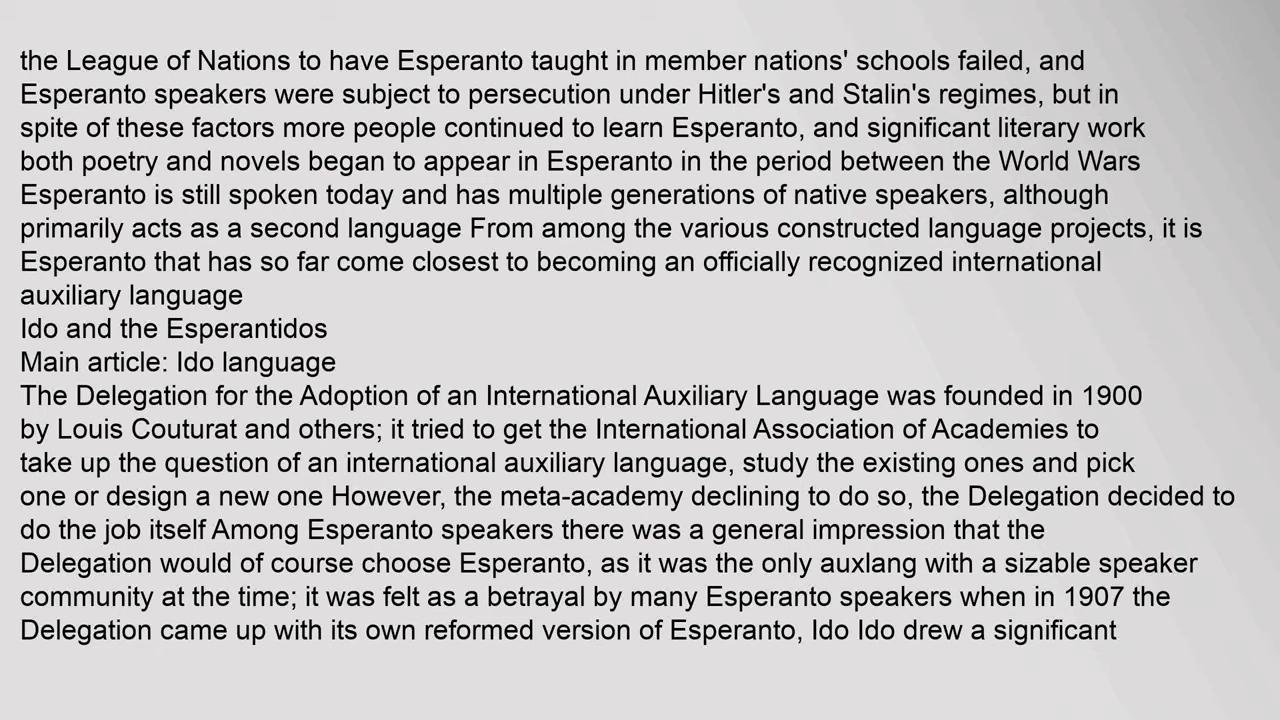 the League of Nations to have Esperanto taught in member nations' schools failed, and
Esperanto speakers were subject to persecution under Hitler's and Stalin's regimes, but in
spite of these factors more people continued to learn Esperanto, and significant literary work
both poetry and novels began to appear in Esperanto in the period between the World Wars
Esperanto is still spoken today and has multiple generations of native speakers, although
primarily acts as a second language From among the various constructed language projects, it is
Esperanto that has so far come closest to becoming an officially recognized international
auxiliary language
Ido and the Esperantidos
Main article: Ido language
The Delegation for the Adoption of an International Auxiliary Language was founded in 1900
by Louis Couturat and others; it tried to get the International Association of Academies to
take up the question of an international auxiliary language, study the existing ones and pick
one or design a new one However, the meta-academy declining to do so, the Delegation decided to
do the job itself Among Esperanto speakers there was a general impression that the
Delegation would of course choose Esperanto, as it was the only auxlang with a sizable speaker
community at the time; it was felt as a betrayal by many Esperanto speakers when in 1907 the
Delegation came up with its own reformed version of Esperanto, Ido Ido drew a significant